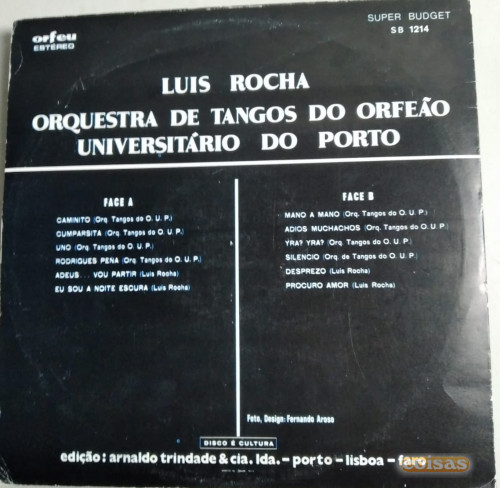 orfeu
ESTÉREO
SUPER BUDGET
SB 1214
LUIS ROCHA
ORQUESTRA DE TANGOS DO ORFEÃO
UNIVERSITÁRIO DO PORTO
FACE A
CAMINITO (Orq. Tangos do O. U. P.)
CUMPARSITA (Orq. Tangos do O. U. P.)
UNO (Orq. Tangos do O. U. P.)
RODRIGUES PENA (Orq. Tangos do O. U. P.)
ADEUS... VOU PARTIR (Luis Rocha)
EU SOU A NOITE ESCURA (Luis Rocha)
FACE B
MANO A MANO (Orq. Tangos do O. U. P.)
ADIOS MUCHACHOS (Orq. Tangos do O. U. P.)
YRA? YRA? (Orq. Tangos do O. U. P.)
SILENCIO (Orq. de Tangos do O. U. P.)
DESPREZO (Luis Rocha)
PROCURO AMOR (Luis Rocha)
Foto, Design: Fernando Aroso
DISCO É CULTURA
edição: arnaldo trindade & cia. lda. - porto - lisboa - faro
coisas